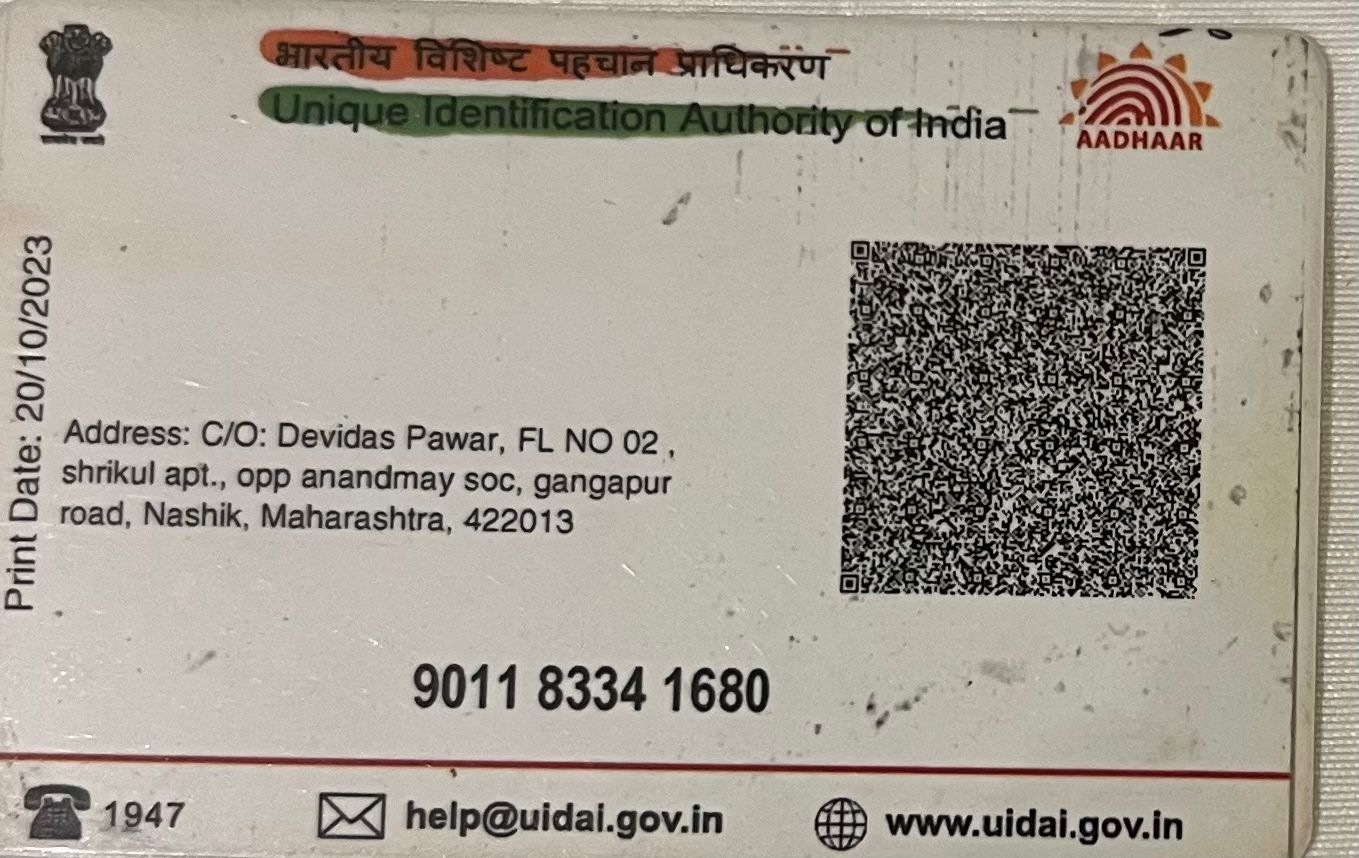 भारतीय विशिष्ट पहचान प्राधिकरण
Unique Identification Authority of India
AADHAAR
Print Date: 20/10/2023
Address: C/O: Devidas Pawar, FL NO 02 ,
shrikul apt., opp anandmay soc, gangapur
road, Nashik, Maharashtra, 422013
9011 8334 1680
1947
help@uidai.gov.in
www.uidai.gov.in